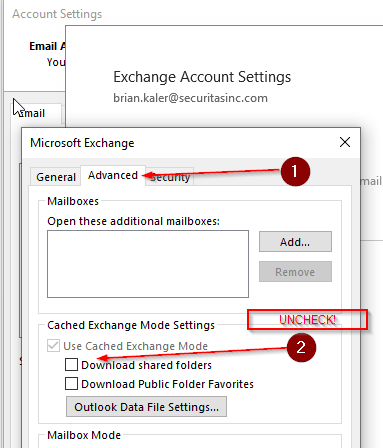 Account Settings
Email A
You
Exchange Account Settings
brian.kaler@securitasinc.com
Email
Microsoft Exchange
General Advanced Security
1
Mailboxes
Open these additional mailboxes:
Add...
Remove
UNCHECK!
Cached Exchange Mode Settings
Use Cached Exchange Mode
2
Download shared folders
Download Public Folder Favorites
Outlook Data File Settings...
Mailbox Mode